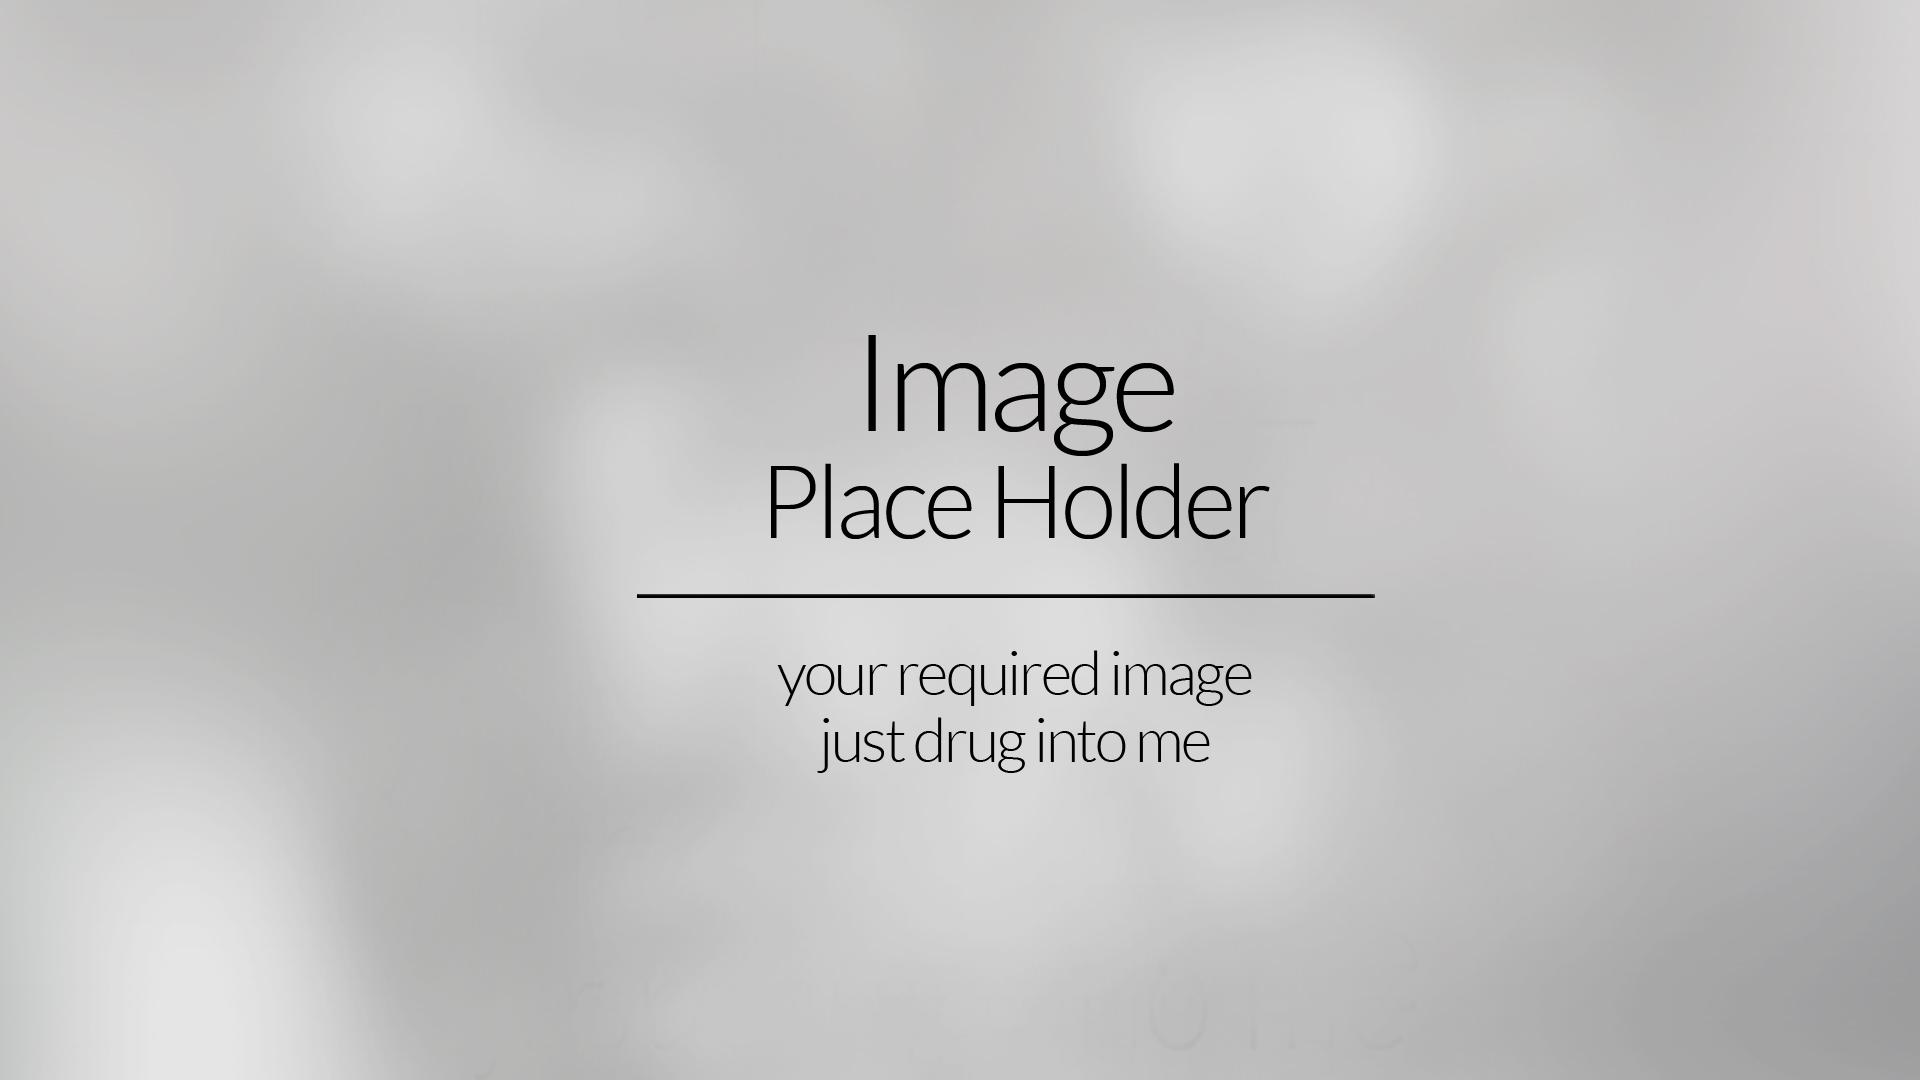 Image
Place Holder
your required image
just drug into me